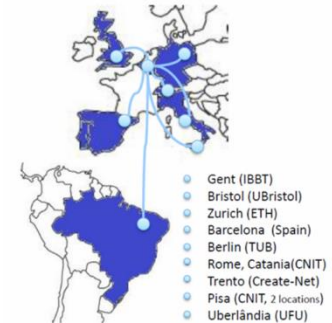 Gent (IBBT)
Bristol (UBristol)
Zurich (ETH)
Barcelona (Spain)
Berlin (TUB)
Rome, Catania(CNIT)
Trento (Create-Net)
Pisa (CNIT, 2 locations)
Uberlândia (UFU)